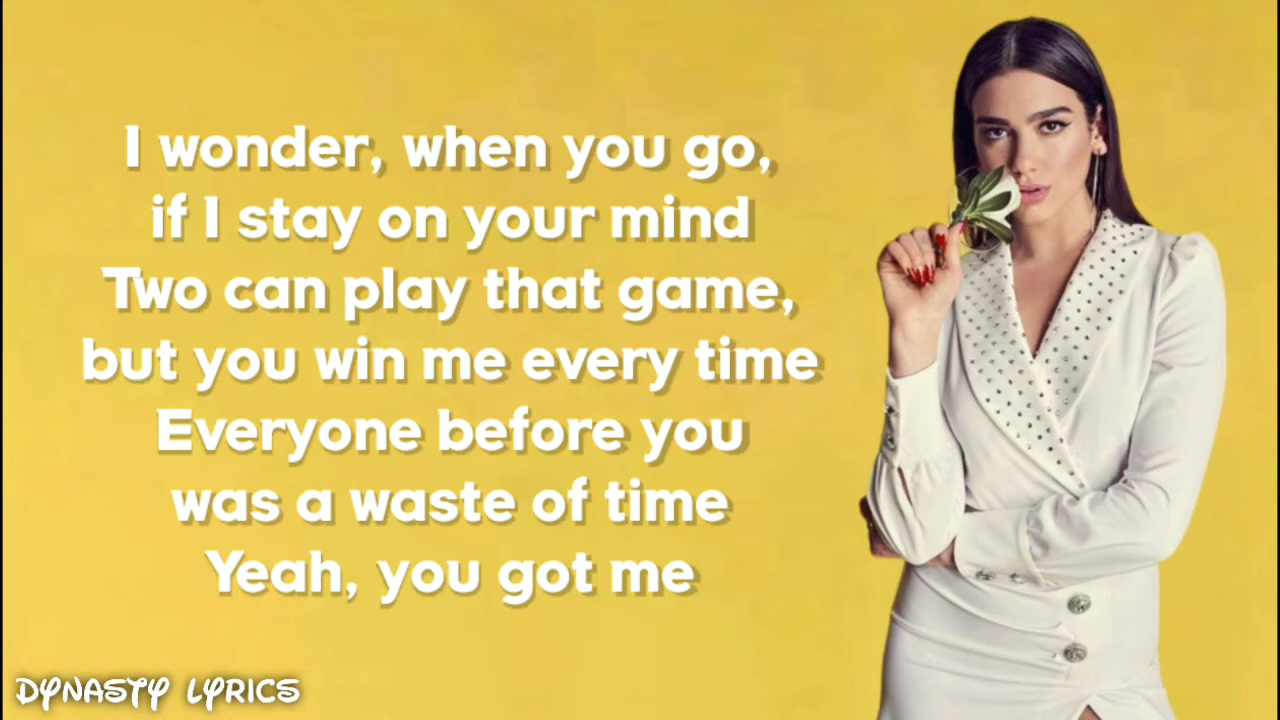 I wonder, when you go,
if I stay on your mind
Two can play that game,
but you win me every time
Everyone before you
was a waste of time
Yeah, you got me
DYNASTY LYRICS